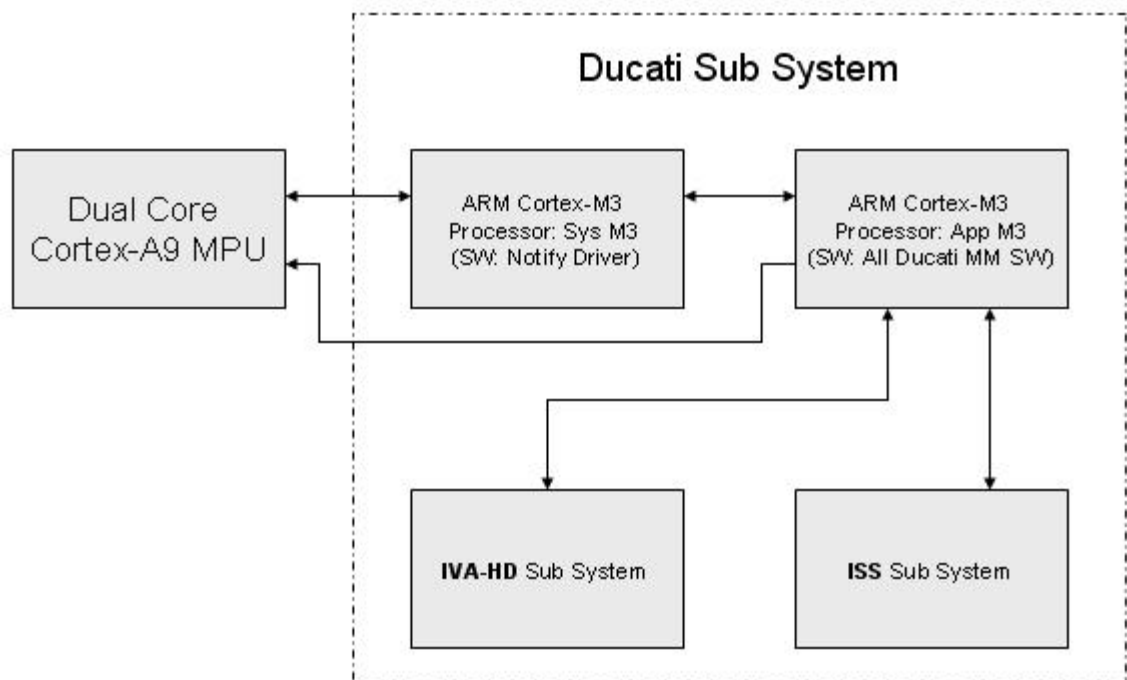 Ducati Sub System
Dual Core
Cortex-A9 MPU
ARM Cortex-M3
Processor: Sys M3
(SW: Notify Driver)
ARM Cortex-M3
Processor: App M3
(SW: All Ducati MM SW)
IVA-HD Sub System
ISS Sub System